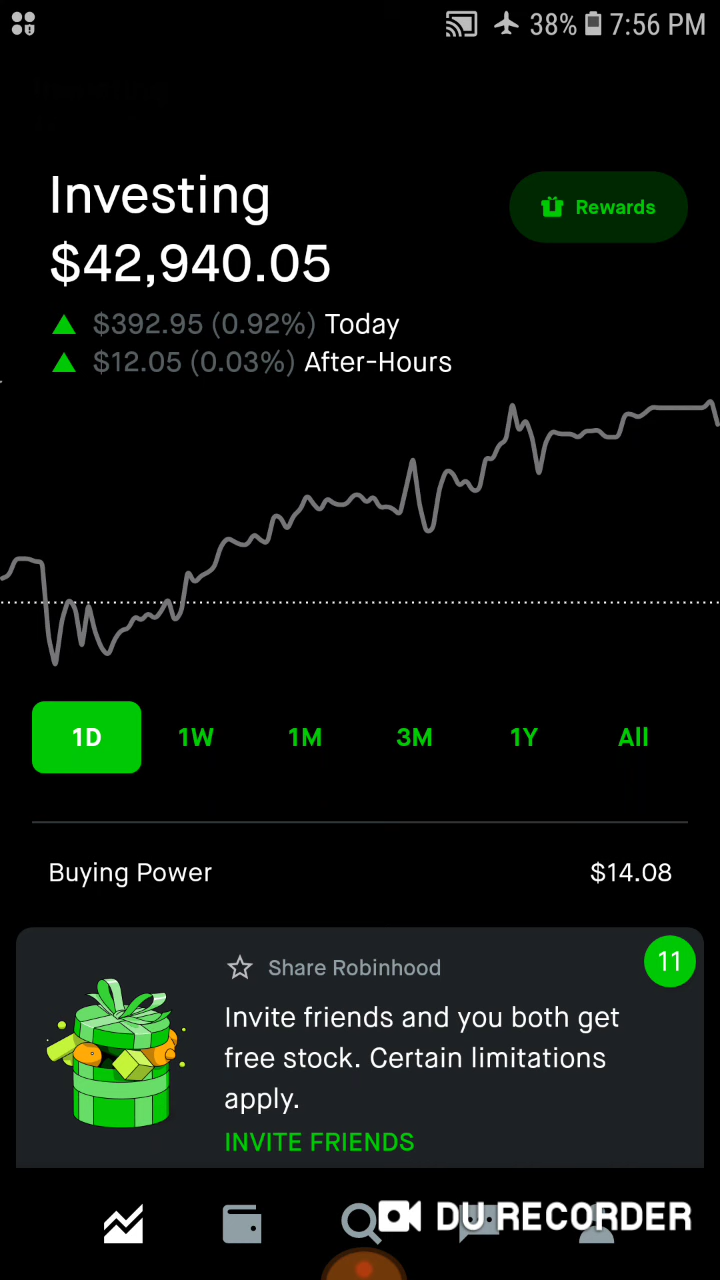 38% 7:56 PM
Investing
Rewards
$42,940.05
$392.95 (0.92%) Today
$12.05 (0.03%) After-Hours
1D 1W 1M 3M 1Y All
Buying Power $14.08
Share Robinhood 11
Invite friends and you both get
free stock. Certain limitations
apply.
INVITE FRIENDS
DU RECORDER